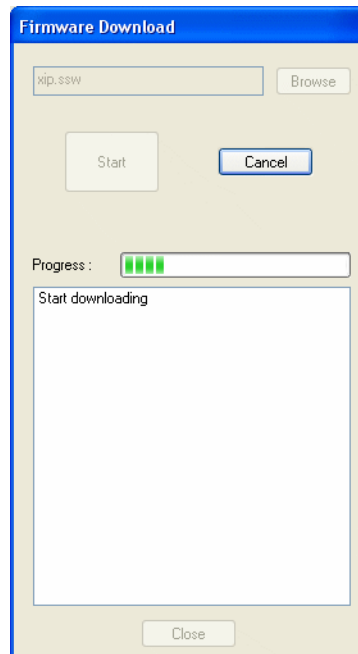 Firmware Download
xip.ssw
Browse
Start
Cancel
Progress :
Start downloading
Close